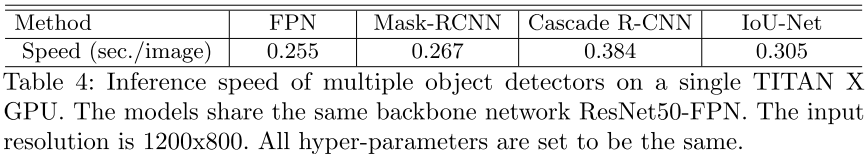 Method FPN Mask-RCNN Cascade R-CNN IoU-Net
Speed (sec./image) 0.255 0.267 0.384 0.305
Table 4: Inference speed of multiple object detectors on a single TITAN X
GPU. The models share the same backbone network ResNet50-FPN. The input
resolution is 1200x800. All hyper-parameters are set to be the same.